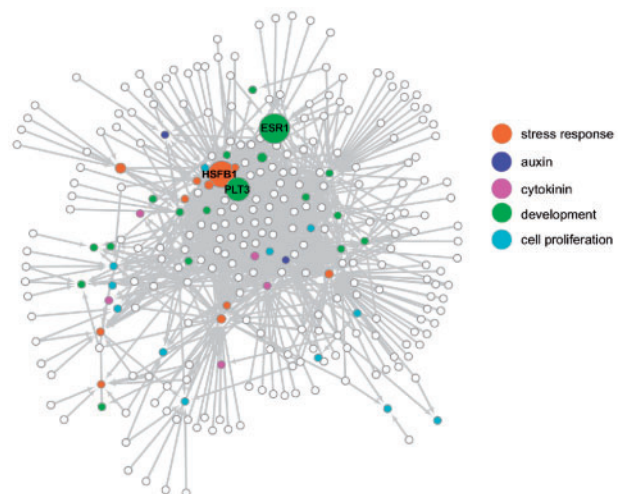 ESR1
HSFB1
PLT3
stress response
auxin
cytokinin
development
cell proliferation